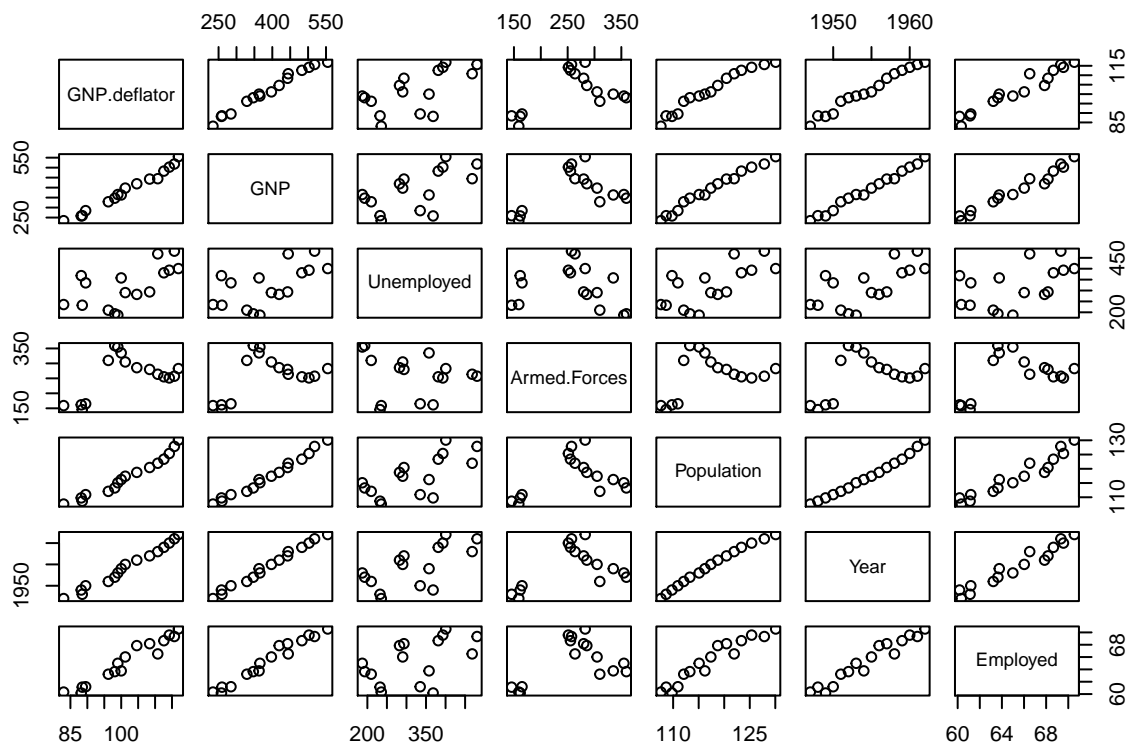 250 400 550
150 250 350
1950 1960
GNP.deflator
85 115
250 550
GNP
Unemployed
200 450
150 350
Armed.Forces
Population
110 130
1950
Year
Employed
60 68
85 100
200 350
110 125
60 64 68